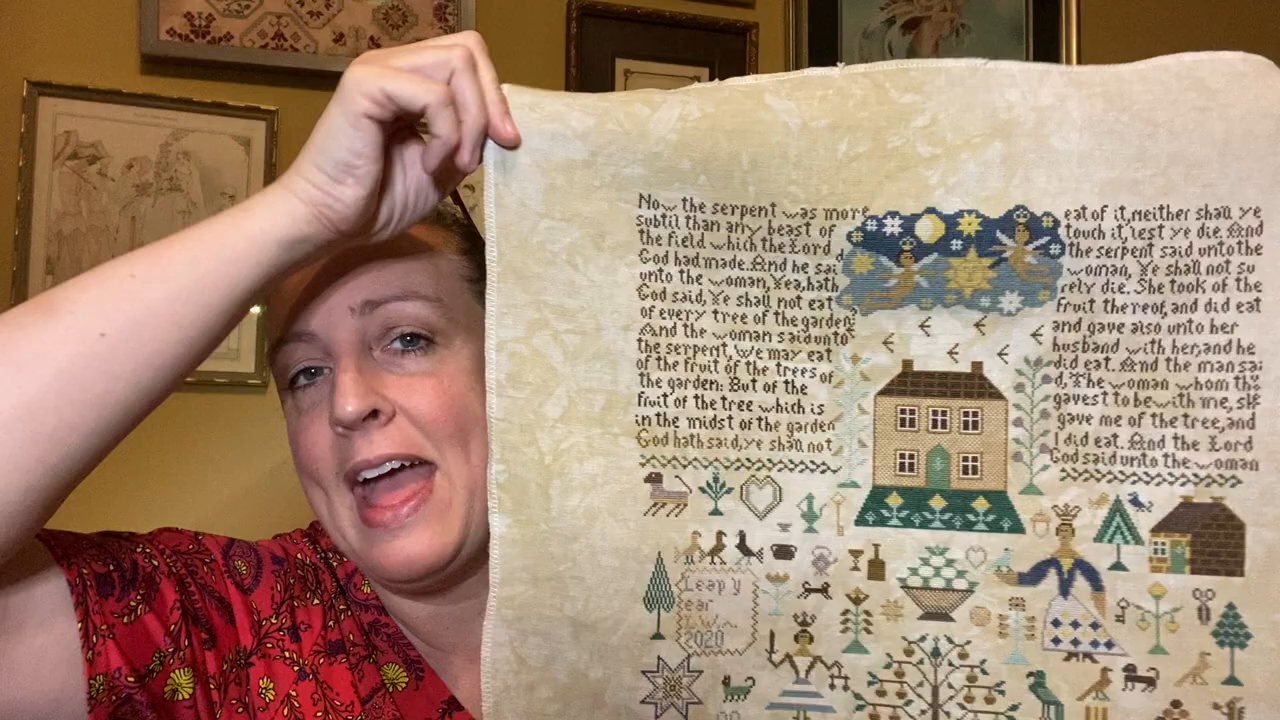 Now the serpent was more
subtil than any beast of
the field which the Lord
God had made. And he sai
unto the woman, Yea, hath
God said, Ye shall not eat
of every tree of the garden?
And the woman said unto
the serpent, We may eat
of the fruit of the trees of
the garden: But of the
fruit of the tree which is
in the midst of the garden
God hath said, ye shall not
eat of it, neither shall ye
touch it, lest ye die. And
the serpent said unto the
woman, Ye shall not su
rely die. She took of the
fruit thereof, and did eat
and gave also unto her
husband with her, and he
did eat. And the man sai
d, The woman whom tho
gavest to be with me, she
gave me of the tree, and
I did eat. And the Lord
God said unto the woman
Leap y
ear
L.W.
2020